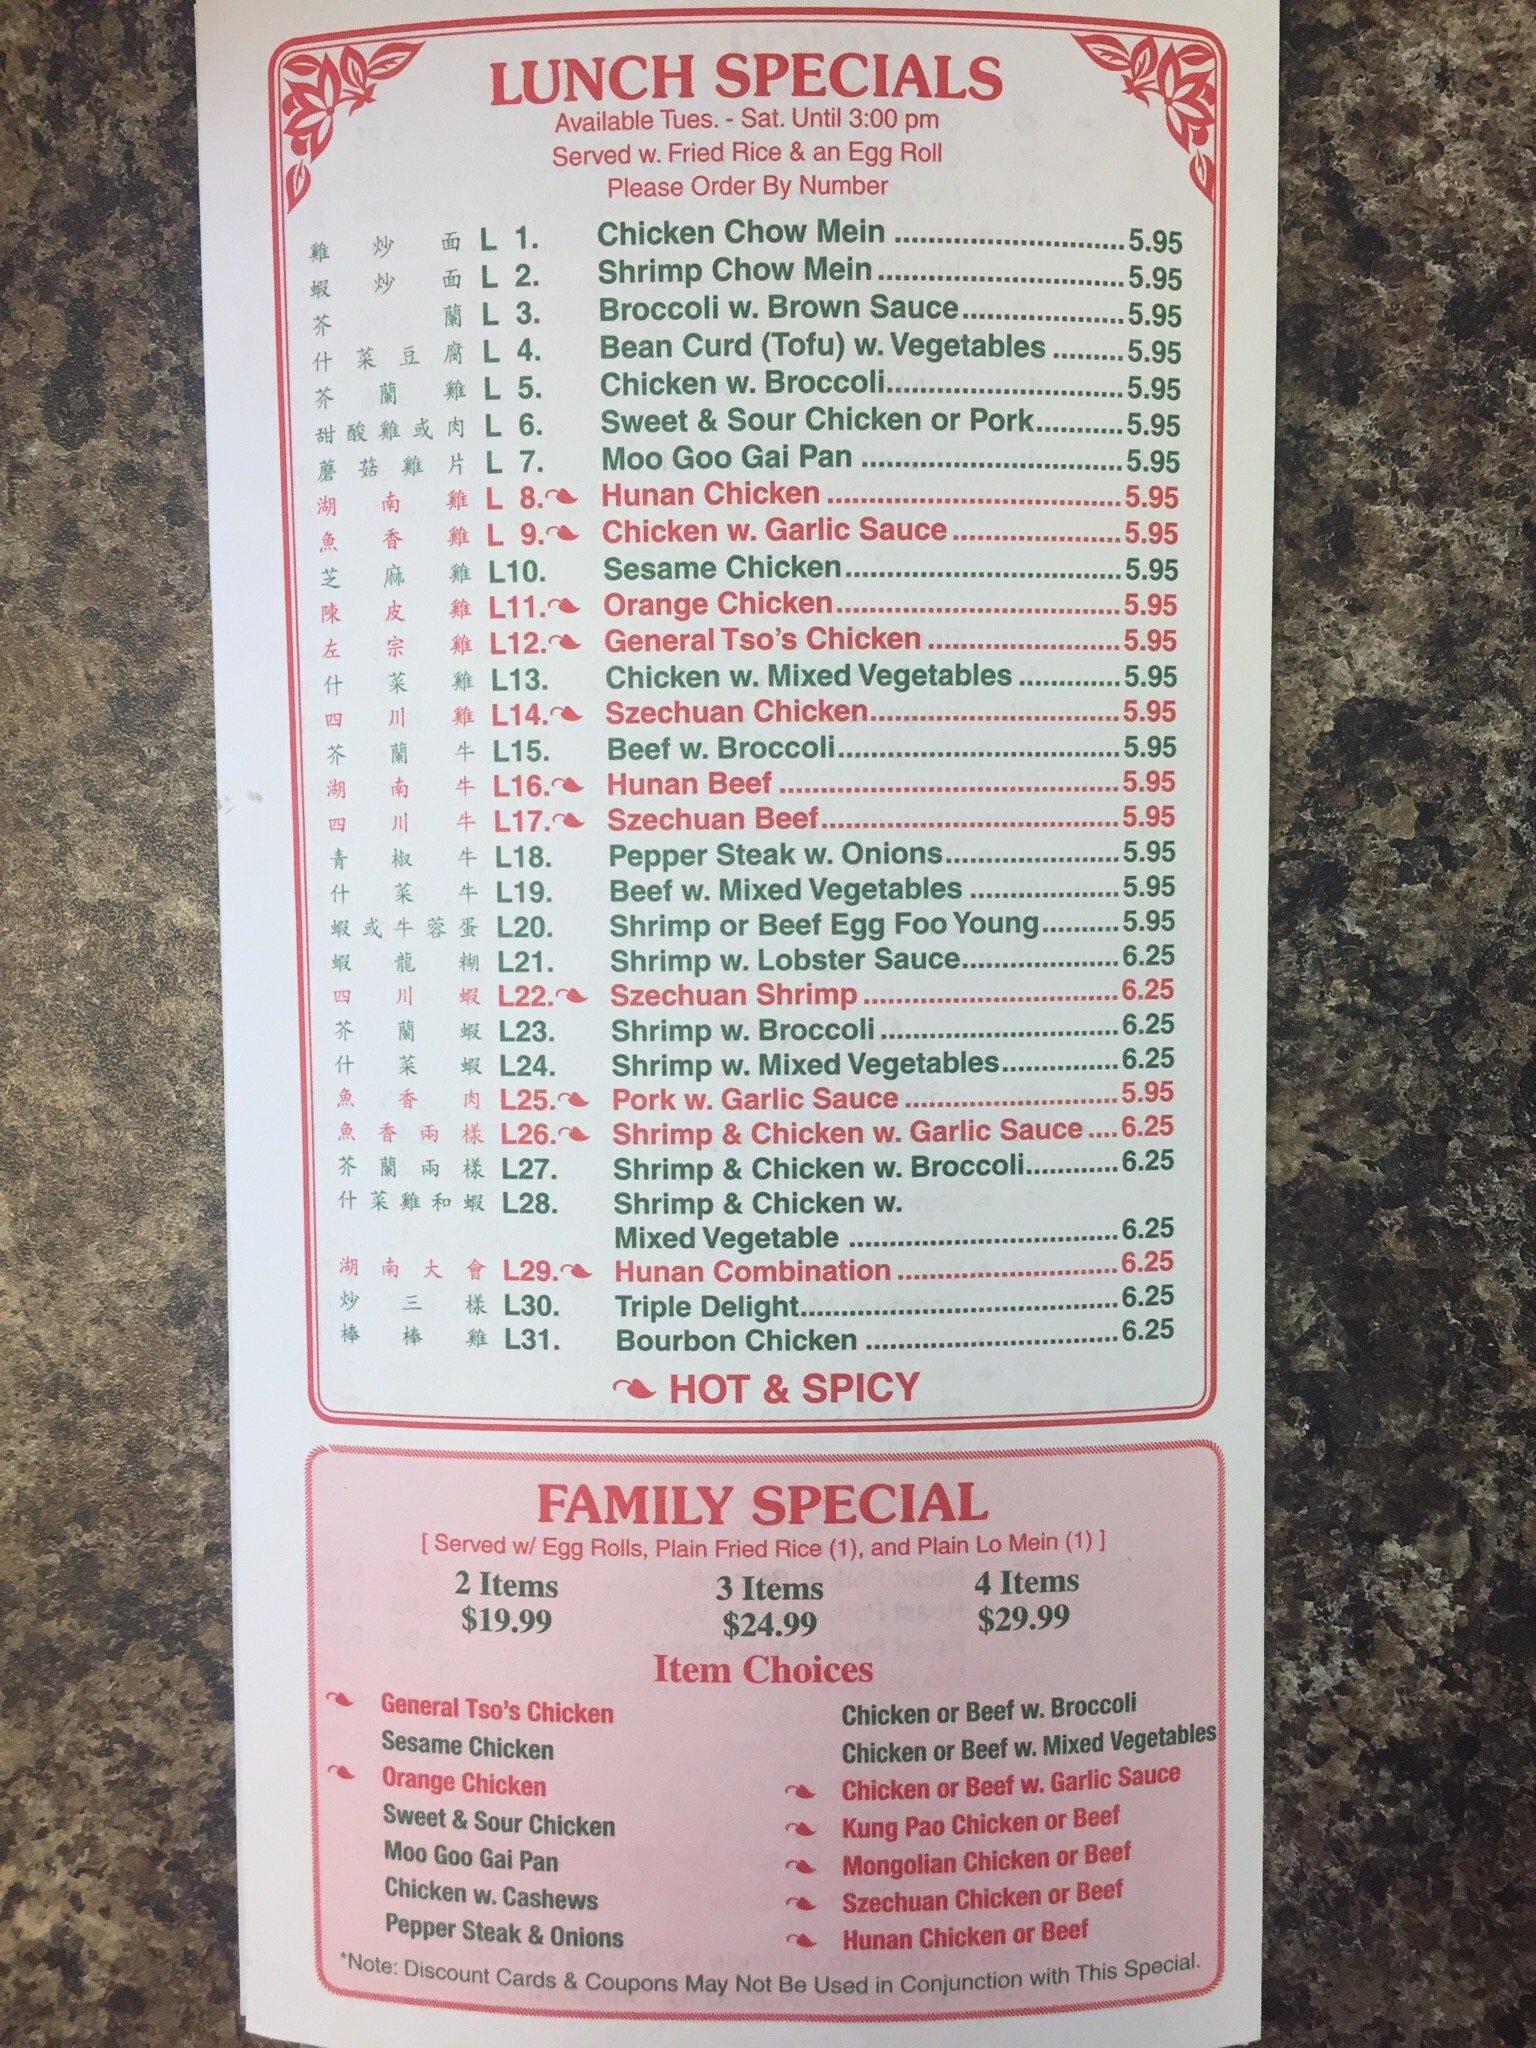 LUNCH SPECIALS
Available Tues. - Sat. Until 3:00 pm
Served w. Fried Rice & an Egg Roll
Please Order By Number
雞炒面 L 1. Chicken Chow Mein ........................... 5.95
蝦炒面 L 2. Shrimp Chow Mein ............................. 5.95
芥蘭 L 3. Broccoli w. Brown Sauce ................... 5.95
什菜豆腐 L 4. Bean Curd (Tofu) w. Vegetables ......... 5.95
芥蘭雞 L 5. Chicken w. Broccoli............................ 5.95
甜酸雞或肉 L 6. Sweet & Sour Chicken or Pork........... 5.95
蘑菇雞片 L 7. Moo Goo Gai Pan ............................... 5.95
湖南雞 L 8. Hunan Chicken ................................... 5.95
魚香雞 L 9. Chicken w. Garlic Sauce .................... 5.95
芝麻雞 L10. Sesame Chicken................................. 5.95
陳皮雞 L11. Orange Chicken.................................. 5.95
左宗雞 L12. General Tso's Chicken ....................... 5.95
什菜雞 L13. Chicken w. Mixed Vegetables ............. 5.95
四川雞 L14. Szechuan Chicken.............................. 5.95
芥蘭牛 L15. Beef w. Broccoli.................................. 5.95
湖南牛 L16. Hunan Beef ......................................... 5.95
四川牛 L17. Szechuan Beef.................................... 5.95
青椒牛 L18. Pepper Steak w. Onions..................... 5.95
什菜牛 L19. Beef w. Mixed Vegetables .................. 5.95
蝦或牛蓉蛋 L20. Shrimp or Beef Egg Foo Young.......... 5.95
蝦龍糊 L21. Shrimp w. Lobster Sauce................... 6.25
四川蝦 L22. Szechuan Shrimp ............................... 6.25
芥蘭蝦 L23. Shrimp w. Broccoli ............................. 6.25
什菜蝦 L24. Shrimp w. Mixed Vegetables.............. 6.25
魚香肉 L25. Pork w. Garlic Sauce .......................... 5.95
魚香兩樣 L26. Shrimp & Chicken w. Garlic Sauce .... 6.25
芥蘭兩樣 L27. Shrimp & Chicken w. Broccoli............ 6.25
什菜雞和蝦 L28. Shrimp & Chicken w.
Mixed Vegetable ................................. 6.25
湖南大會 L29. Hunan Combination ........................... 6.25
炒三樣 L30. Triple Delight....................................... 6.25
棒棒雞 L31. Bourbon Chicken ............................... 6.25
HOT & SPICY
FAMILY SPECIAL
[ Served w/ Egg Rolls, Plain Fried Rice (1), and Plain Lo Mein (1) ]
2 Items 3 Items 4 Items
$19.99 $24.99 $29.99
Item Choices
General Tso's Chicken
Sesame Chicken
Orange Chicken
Sweet & Sour Chicken
Moo Goo Gai Pan
Chicken w. Cashews
Pepper Steak & Onions
Chicken or Beef w. Broccoli
Chicken or Beef w. Mixed Vegetables
Chicken or Beef w. Garlic Sauce
Kung Pao Chicken or Beef
Mongolian Chicken or Beef
Szechuan Chicken or Beef
Hunan Chicken or Beef
*Note: Discount Cards & Coupons May Not Be Used in Conjunction with This Special.